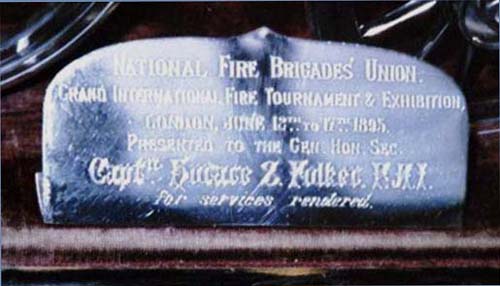 NATIONAL FIRE BRIGADES' UNION.
GRAND INTERNATIONAL FIRE TOURNAMENT & EXHIBITION,
LONDON, JUNE 12TH TO 17TH 1895.
PRESENTED TO THE GEN. HON. SEC.
Captn. Horace S. Folker, F.R.I.
For services rendered.